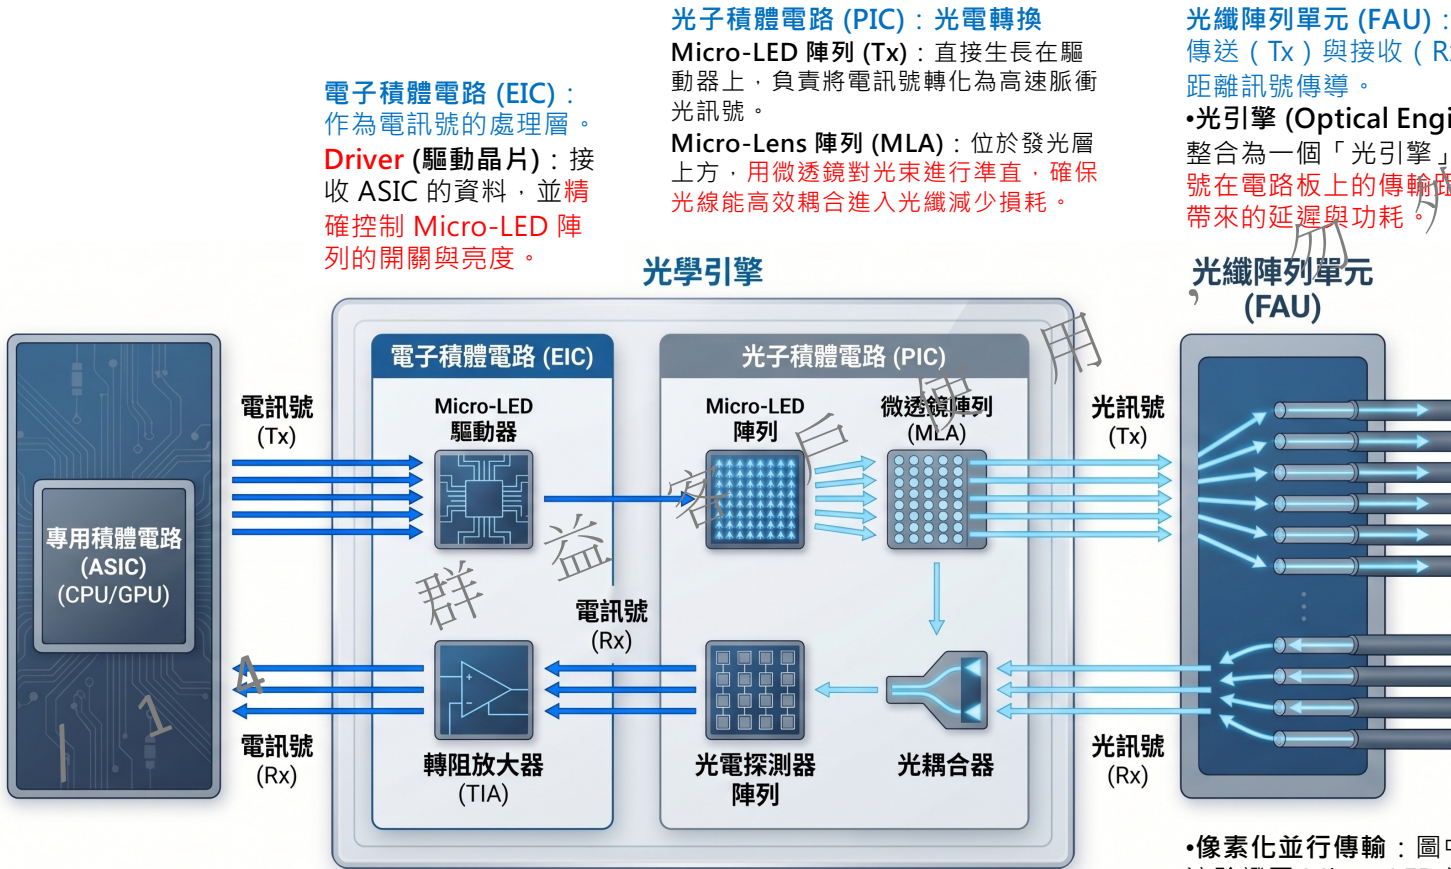 光子積體電路 (PIC)：光電轉換
Micro-LED 陣列 (Tx)：直接生長在驅
動器上，負責將電訊號轉化為高速脈衝
光訊號。
Micro-Lens 陣列 (MLA)：位於發光層
上方，用微透鏡對光束進行準直，確保
光線能高效耦合進入光纖減少損耗。
光纖陣列單元 (FAU)：
傳送（Tx）與接收（Rx
距離訊號傳導。
•光引擎 (Optical Engi
整合為一個「光引擎」
號在電路板上的傳輸距
帶來的延遲與功耗。
電子積體電路 (EIC)：
作為電訊號的處理層。
Driver (驅動晶片)：接
收 ASIC 的資料，並精
確控制 Micro-LED 陣
列的開關與亮度。
光學引擎
光纖陣列單元
(FAU)
電子積體電路 (EIC)
光子積體電路 (PIC)
電訊號
(Tx)
Micro-LED
驅動器
Micro-LED
陣列
微透鏡陣列
(MLA)
光訊號
(Tx)
專用積體電路
(ASIC)
(CPU/GPU)
電訊號
(Rx)
電訊號
(Rx)
轉阻放大器
(TIA)
光電探測器
陣列
光耦合器
光訊號
(Rx)
•像素化並行傳輸：圖中
114 群益客戶使用，勿